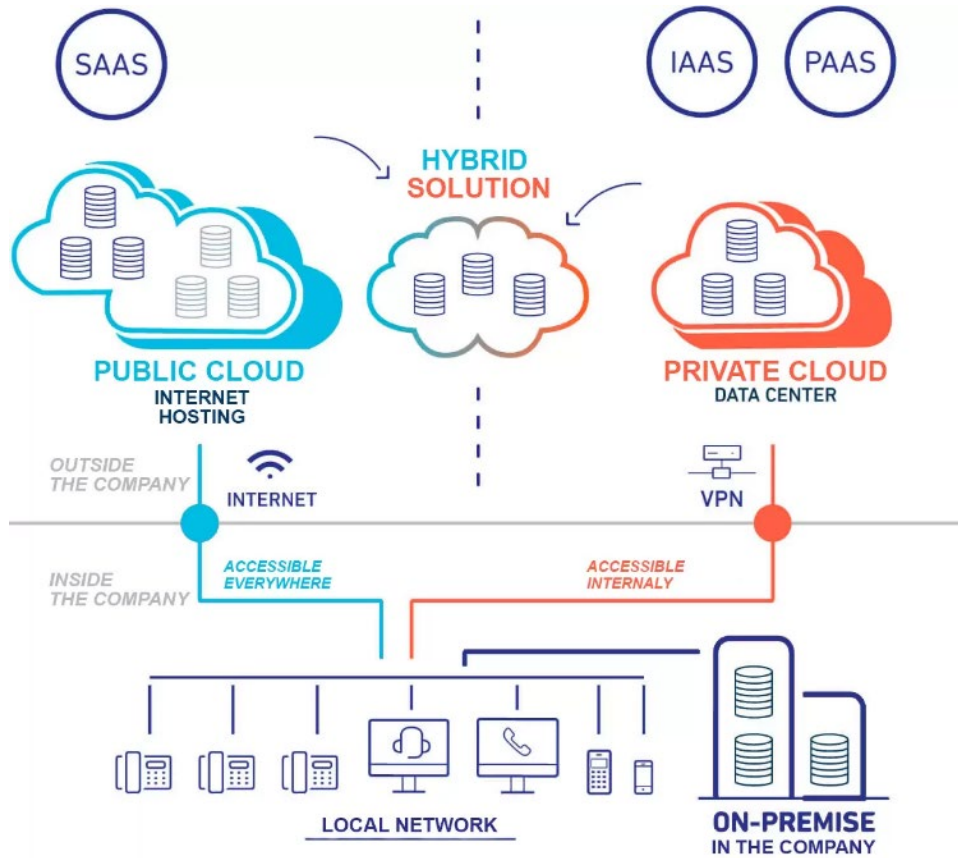 SAAS
IAAS
PAAS
HYBRID
SOLUTION
PUBLIC CLOUD
INTERNET
HOSTING
PRIVATE CLOUD
DATA CENTER
OUTSIDE
THE COMPANY
INTERNET
VPN
INSIDE
THE COMPANY
ACCESSIBLE
EVERYWHERE
ACCESSIBLE
INTERNALY
LOCAL NETWORK
ON-PREMISE
IN THE COMPANY